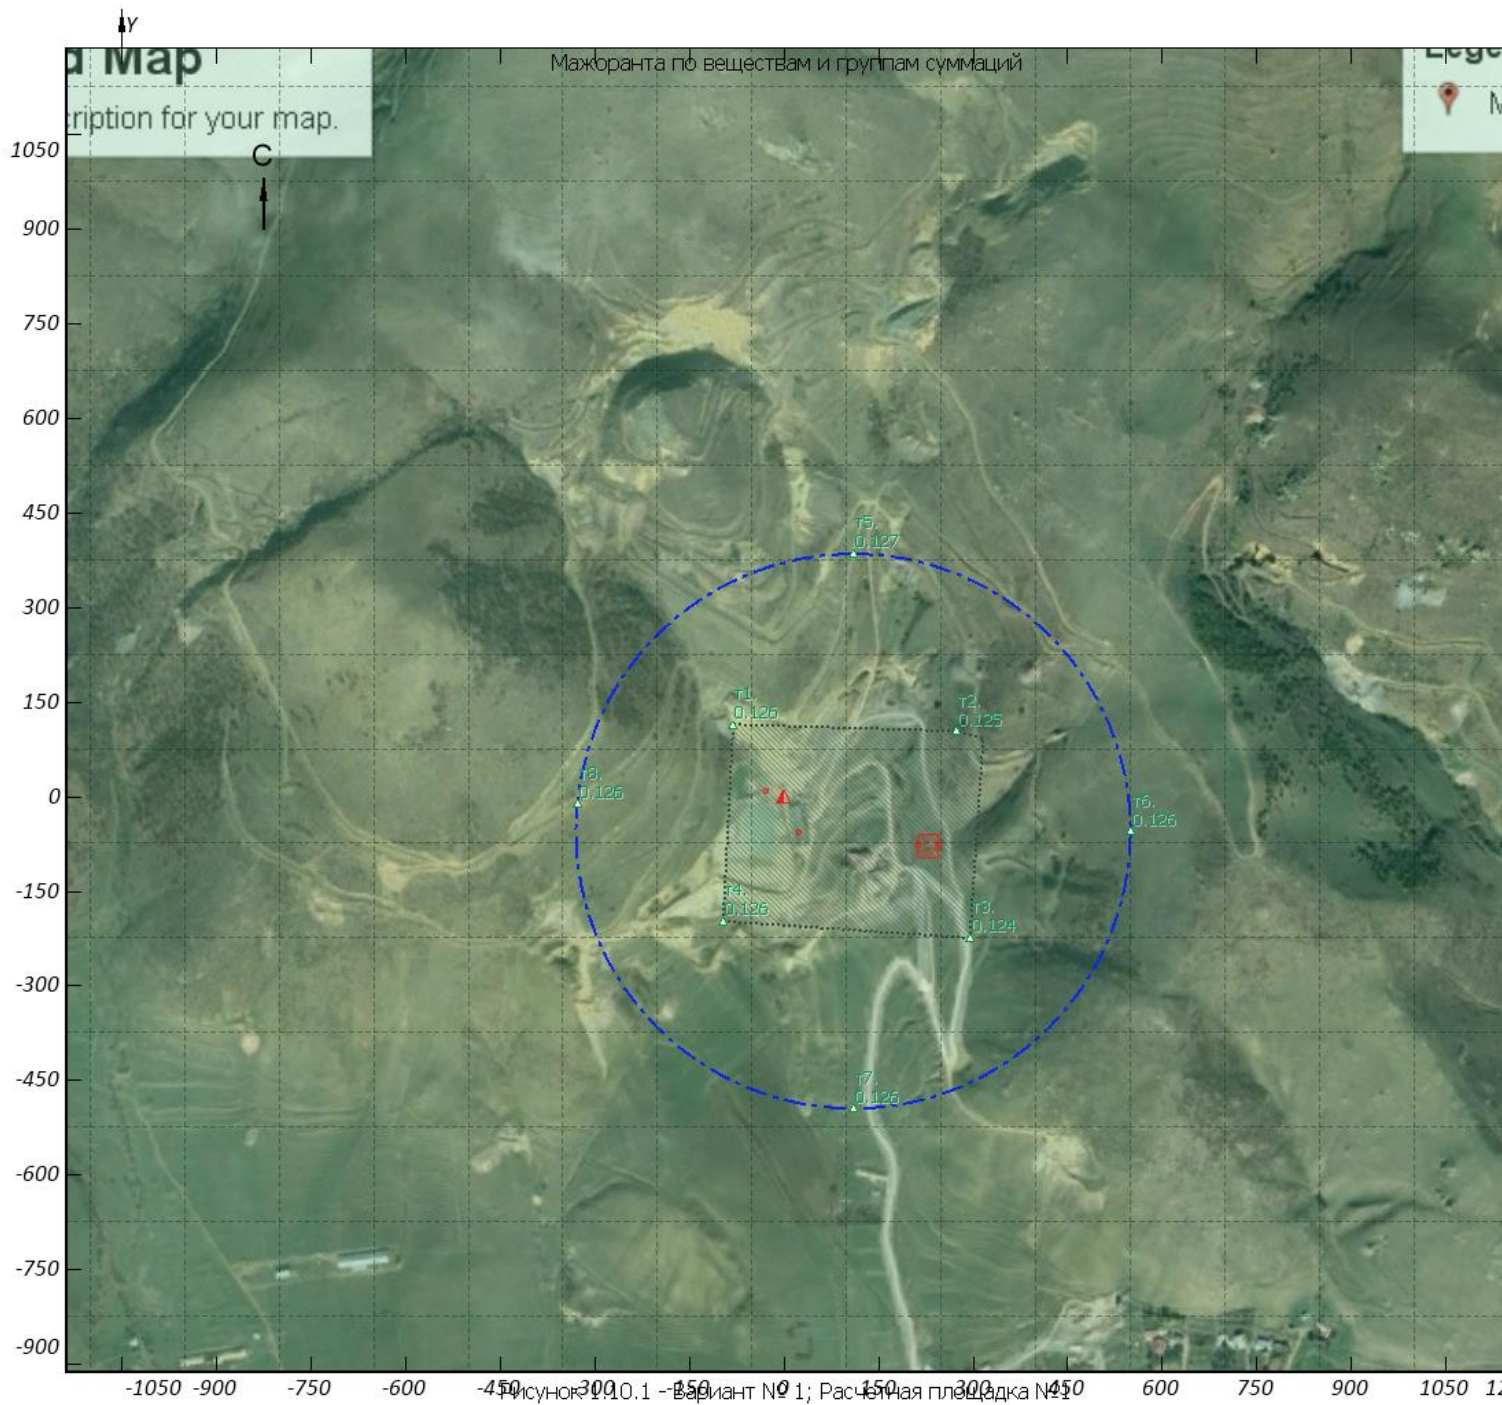 Y
d Map
Мажоранта по веществам и группам суммаций
Lege
cription for your map.
M
1050
С
900
750
600
450
300
150
0
-150
-300
-450
-600
-750
-900
т5.
0.127
т1.
0.126
т2.
0.125
т8.
0.126
т6.
0.126
т4.
0.126
т3.
0.124
т7.
0.126
-1050 -900 -750 -600 -450 -300 -150 0 150 300 450 600 750 900 1050 12
Рисунок 1.10.1 - Вариант № 1; Расчетная площадка №1